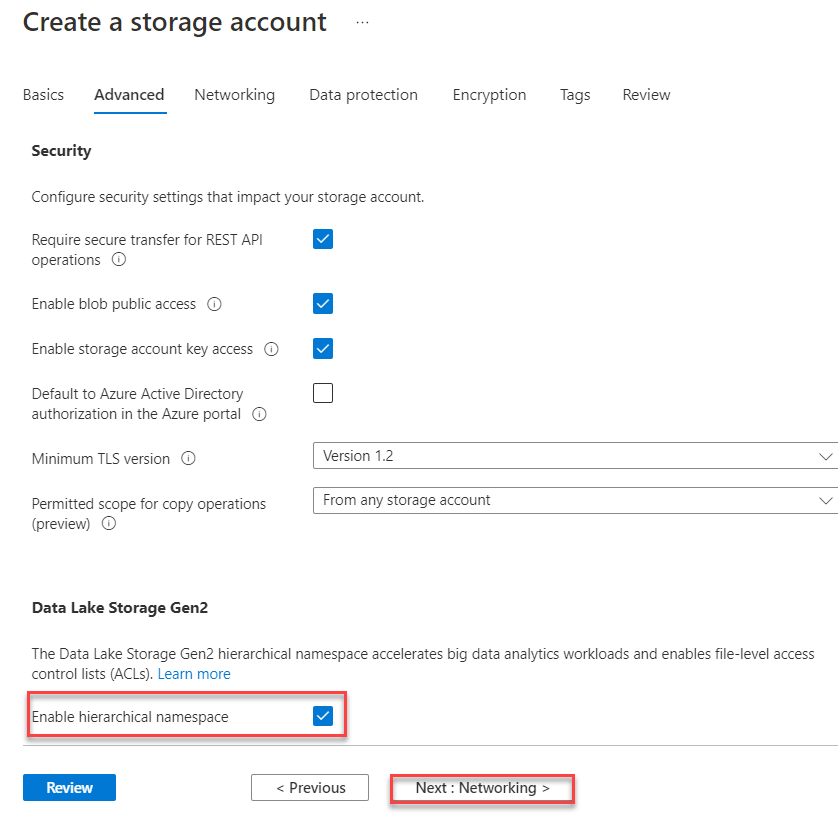 Create a storage account ...
Basics Advanced Networking Data protection Encryption Tags Review
Security
Configure security settings that impact your storage account.
Require secure transfer for REST API
operations
Enable blob public access
Enable storage account key access
Default to Azure Active Directory
authorization in the Azure portal
Minimum TLS version
Version 1.2
Permitted scope for copy operations
(preview)
From any storage account
Data Lake Storage Gen2
The Data Lake Storage Gen2 hierarchical namespace accelerates big data analytics workloads and enables file-level access
control lists (ACLs). Learn more
Enable hierarchical namespace
Review < Previous Next : Networking >